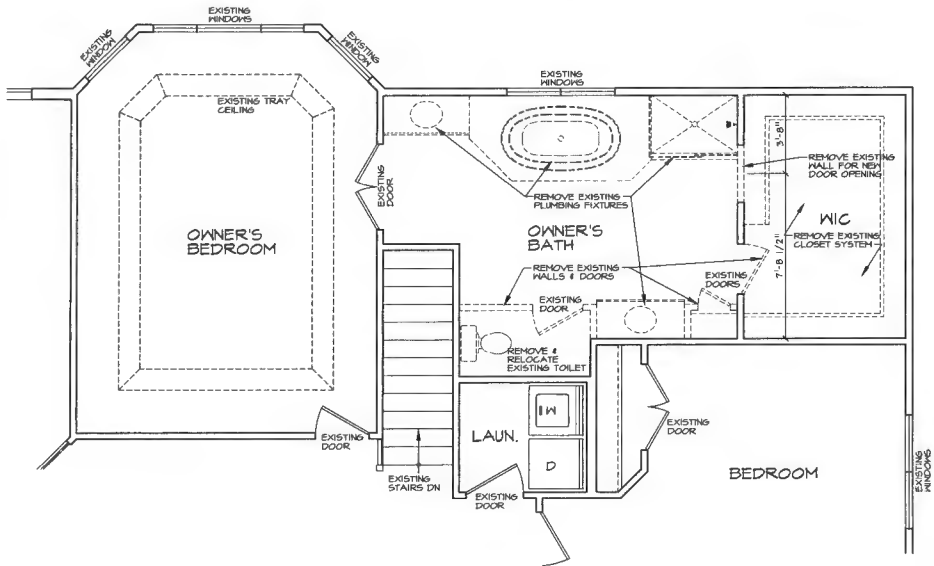 EXISTING
WINDOWS
EXISTING
WINDOW
EXISTING
WINDOW
EXISTING TRAY
CEILING
EXISTING
WINDOWS
3'-8"
REMOVE EXISTING
WALL FOR NEW
DOOR OPENING
EXISTING
DOOR
REMOVE EXISTING
PLUMBING FIXTURES
OWNER'S
BEDROOM
OWNER'S
BATH
WIC
REMOVE EXISTING
CLOSET SYSTEM
7'-8 1/2"
REMOVE EXISTING
WALLS & DOORS
EXISTING
DOORS
EXISTING
DOOR
REMOVE &
RELOCATE
EXISTING TOILET
W
LAUN.
D
EXISTING
DOOR
EXISTING
DOOR
BEDROOM
EXISTING
WINDOWS
EXISTING
STAIRS DN
EXISTING
DOOR